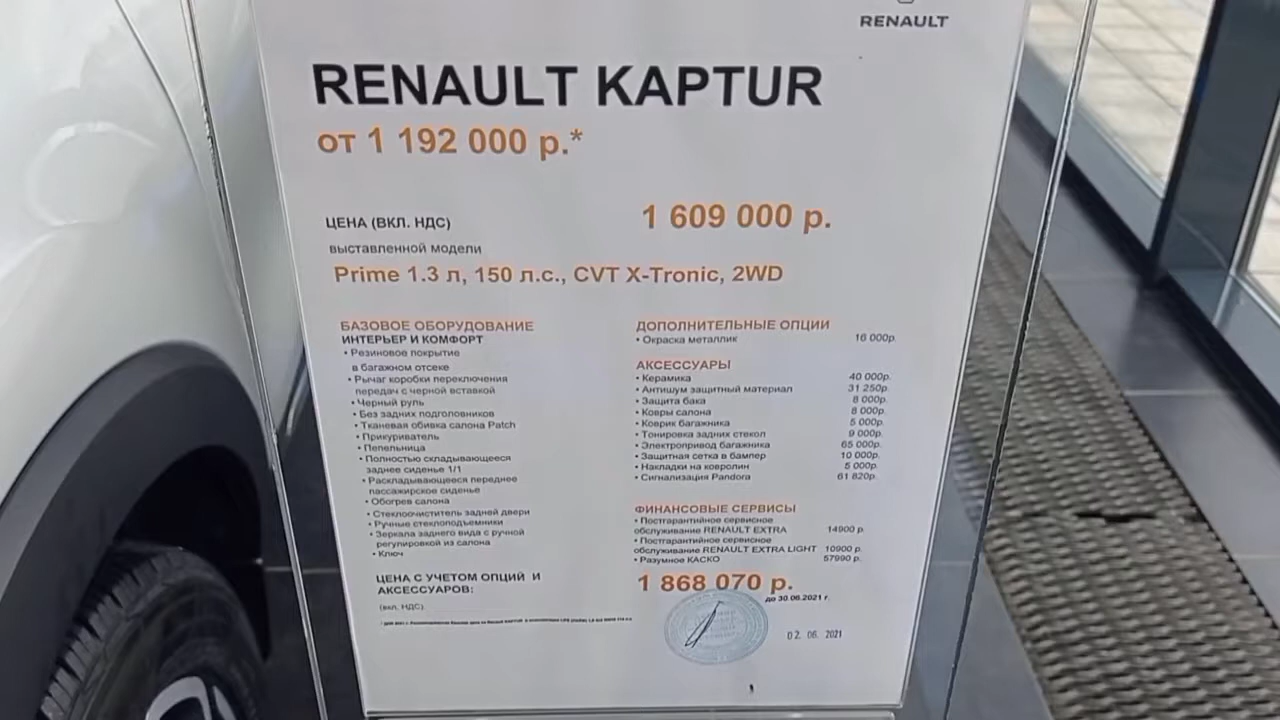 RENAULT
RENAULT KAPTUR
от 1 192 000 р.*
ЦЕНА (ВКЛ. НДС)
1 609 000 р.
выставленной модели
Prime 1.3 л, 150 л.с., CVT X-Tronic, 2WD
БАЗОВОЕ ОБОРУДОВАНИЕ
ИНТЕРЬЕР И КОМФОРТ
• Резиновое покрытие
в багажном отсеке
• Рычаг коробки переключения
передач с черной вставкой
• Черный руль
• Без задних подголовников
• Тканевая обивка салона Patch
• Прикуриватель
• Пепельница
• Полностью складывающееся
заднее сиденье 1/1
• Раскладывающееся переднее
пассажирское сиденье
• Обогрев салона
• Стеклоочиститель задней двери
• Ручные стеклоподъемники
• Зеркала заднего вида с ручной
регулировкой из салона
• Ключ
ДОПОЛНИТЕЛЬНЫЕ ОПЦИИ
• Окраска металлик 16 000р.
АКСЕССУАРЫ
• Керамика 40 000р.
• Антишум защитный материал 31 250р.
• Защита бака 8 000р.
• Ковры салона 8 000р.
• Коврик багажника 5 000р.
• Тонировка задних стекол 9 000р.
• Электропривод багажника 65 000р.
• Защитная сетка в бампер 10 000р.
• Накладки на ковролин 5 000р.
• Сигнализация Pandora 61 820р.
ФИНАНСОВЫЕ СЕРВИСЫ
• Постгарантийное сервисное
обслуживание RENAULT EXTRA 14900 р.
• Постгарантийное сервисное
обслуживание RENAULT EXTRA LIGHT 10900 р.
• Разумное КАСКО 57990 р.
ЦЕНА С УЧЕТОМ ОПЦИЙ И
АКСЕССУАРОВ:
(вкл. НДС)
1 868 070 р.
до 30.06.2021 г.
02. 06. 2021